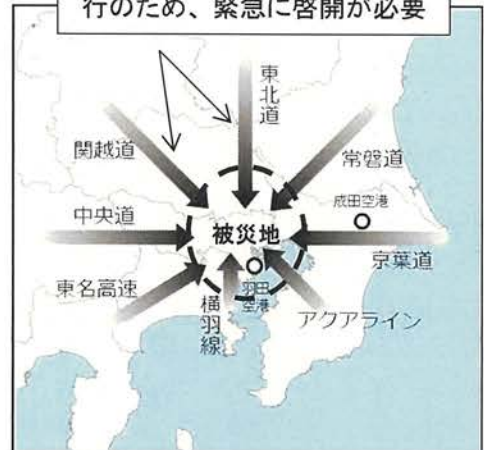 行のため、緊急に啓開が必要
東北道
関越道
常磐道
成田空港
中央道
被災地
京葉道
東名高速
羽田
空港
横羽線
アクアライン